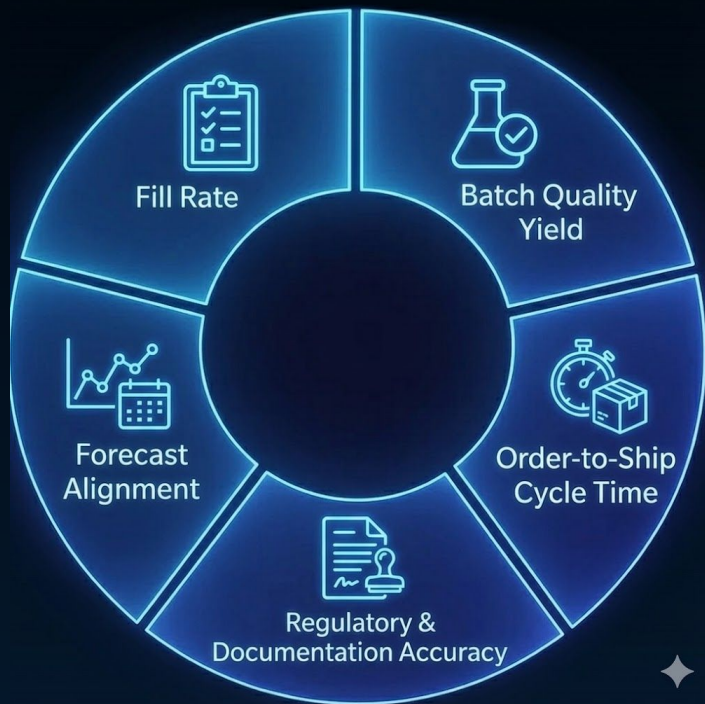 Fill Rate
Batch Quality
Yield
Order-to-Ship
Cycle Time
Regulatory &
Documentation Accuracy
Forecast
Alignment